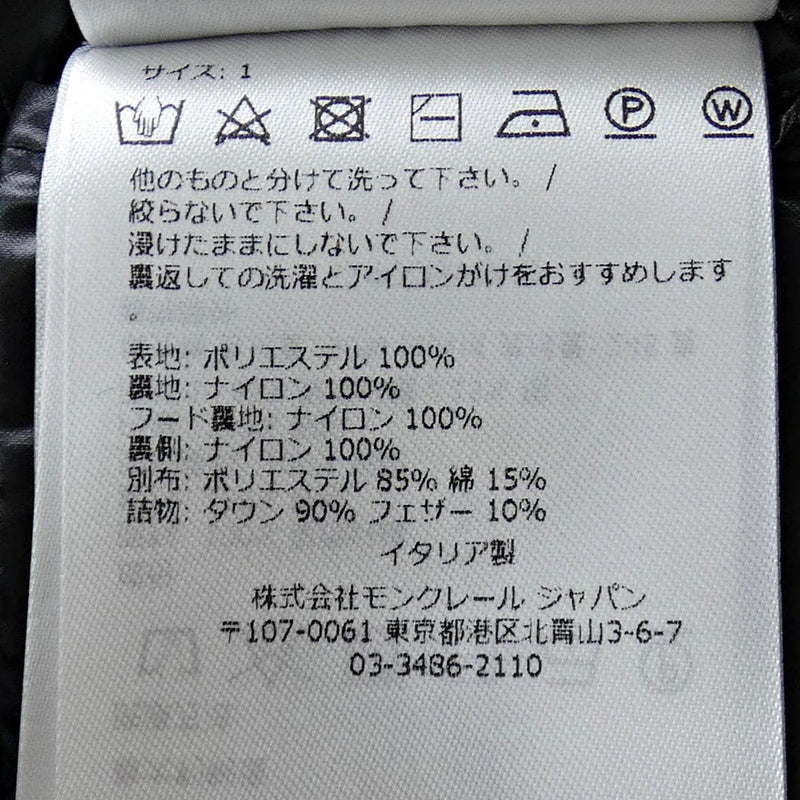 サイズ: 1
P W
他のものと分けて洗って下さい。 /
絞らないで下さい。 /
浸けたままにしないで下さい。 /
裏返しての洗濯とアイロンがけをおすすめします
。
表地: ポリエステル 100%
裏地: ナイロン 100%
フード裏地: ナイロン 100%
裏側: ナイロン 100%
別布: ポリエステル 85% 綿 15%
詰物: ダウン 90% フェザー 10%
イタリア製
株式会社モンクレール ジャパン
〒107-0061 東京都港区北青山3-6-7
03-3486-2110